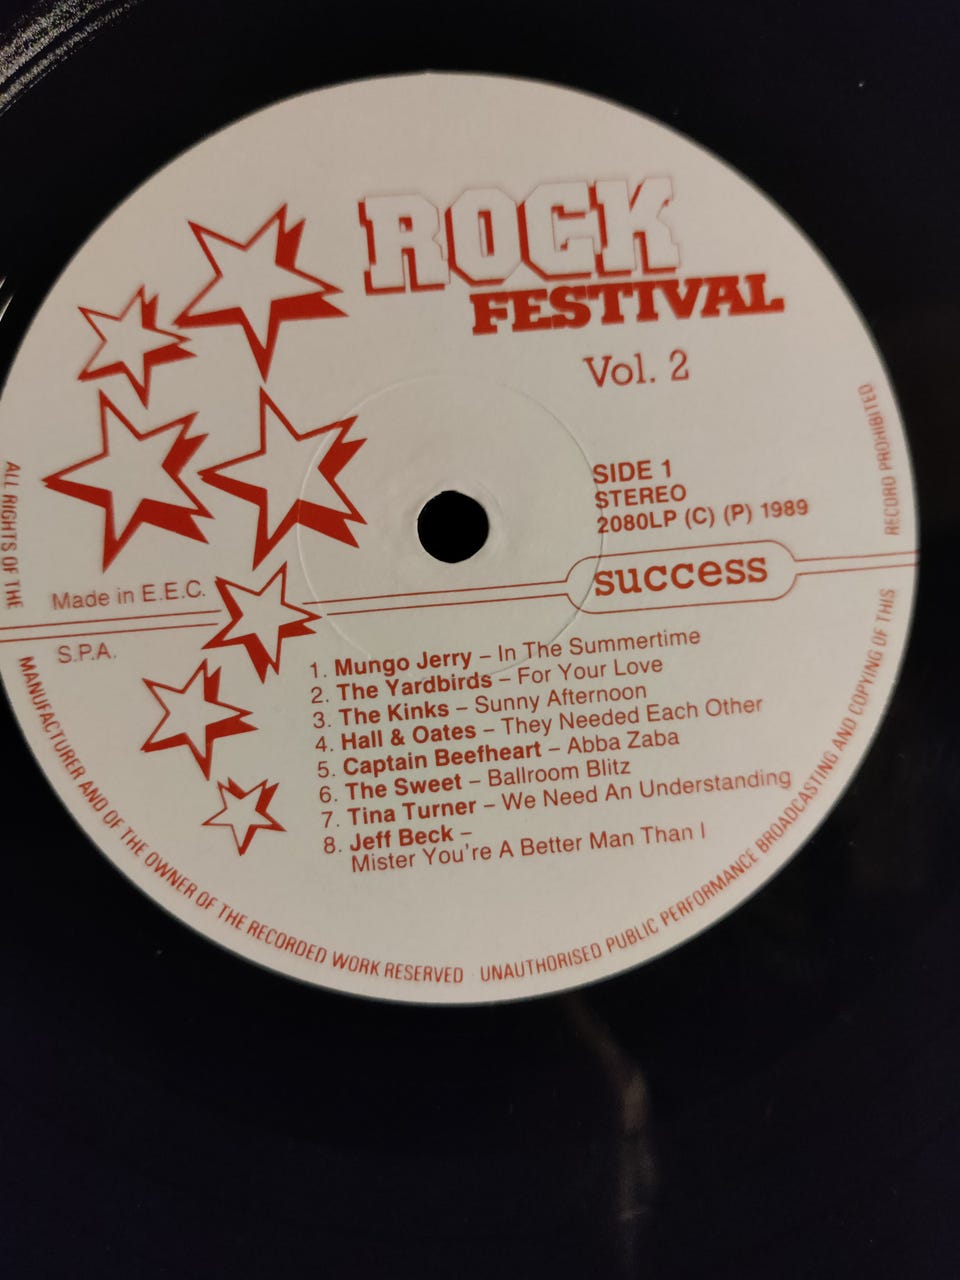 ROCK
FESTIVAL
Vol. 2
SIDE 1
STEREO
2080LP (C) (P) 1989
success
Made in E.E.C.
S.P.A.
1. Mungo Jerry – In The Summertime
2. The Yardbirds – For Your Love
3. The Kinks – Sunny Afternoon
4. Hall & Oates – They Needed Each Other
5. Captain Beefheart – Abba Zaba
6. The Sweet – Ballroom Blitz
7. Tina Turner – We Need An Understanding
8. Jeff Beck –
Mister You're A Better Man Than I
ALL RIGHTS OF THE MANUFACTURER AND OF THE OWNER OF THE RECORDED WORK RESERVED UNAUTHORISED PUBLIC PERFORMANCE BROADCASTING AND COPYING OF THIS RECORD PROHIBITED